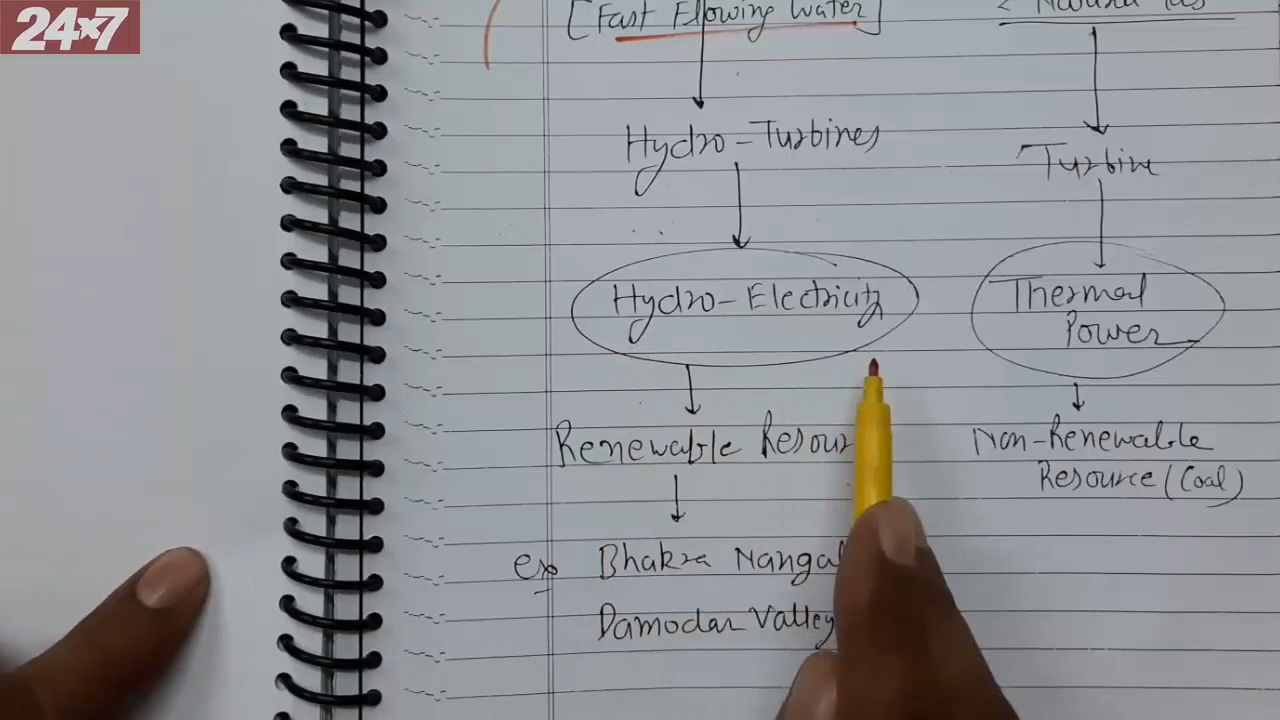 24x7
[Fast Flowing Water]
Hydro-Turbines
Turbine
Hydro-Electricity
Thermal
Power
Renewable Resour
Non-Renewable
Resource (Coal)
ex Bhakra Nangal
Damodar Valley